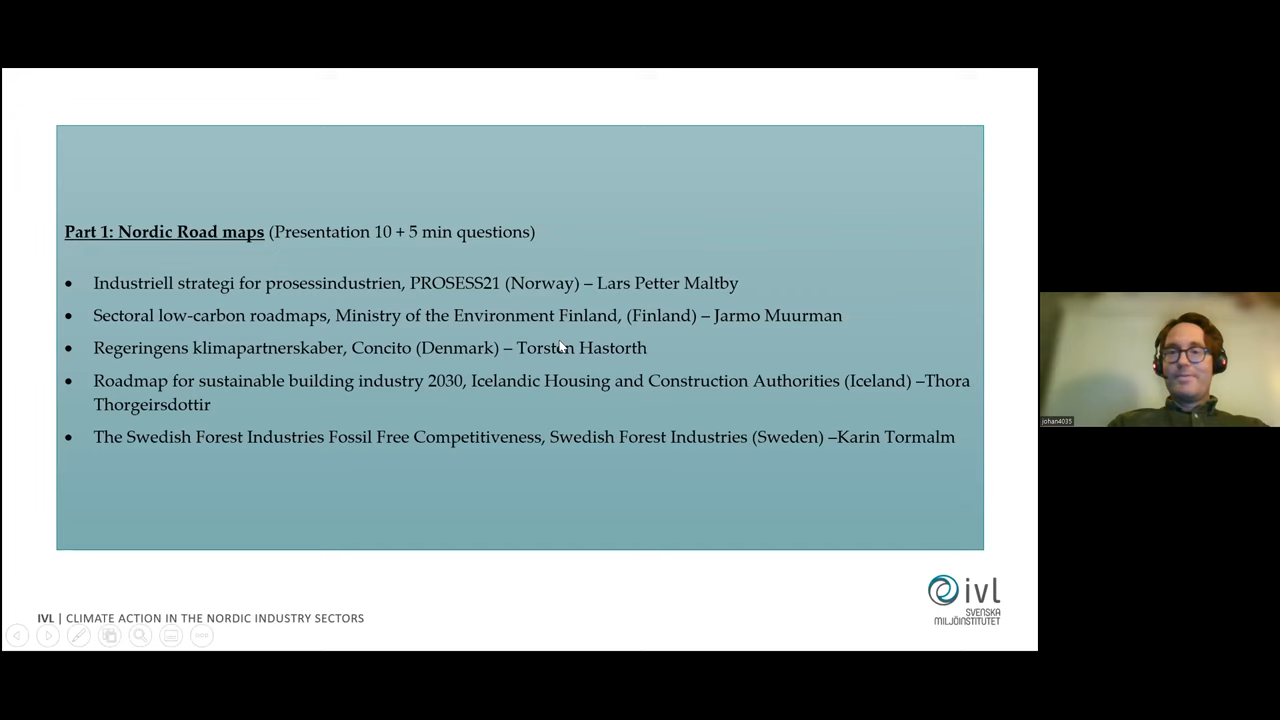 Part 1: Nordic Road maps (Presentation 10 + 5 min questions)
• Industriell strategi for prosessindustrien, PROSESS21 (Norway) – Lars Petter Maltby
• Sectoral low-carbon roadmaps, Ministry of the Environment Finland, (Finland) – Jarmo Muurman
• Regeringens klimapartnerskaber, Concito (Denmark) – Torsten Hastorth
• Roadmap for sustainable building industry 2030, Icelandic Housing and Construction Authorities (Iceland) –Thora
Thorgeirsdottir
• The Swedish Forest Industries Fossil Free Competitiveness, Swedish Forest Industries (Sweden) –Karin Tormalm
johan4035
ivl
SVENSKA
MILJÖINSTITUTET
IVL | CLIMATE ACTION IN THE NORDIC INDUSTRY SECTORS